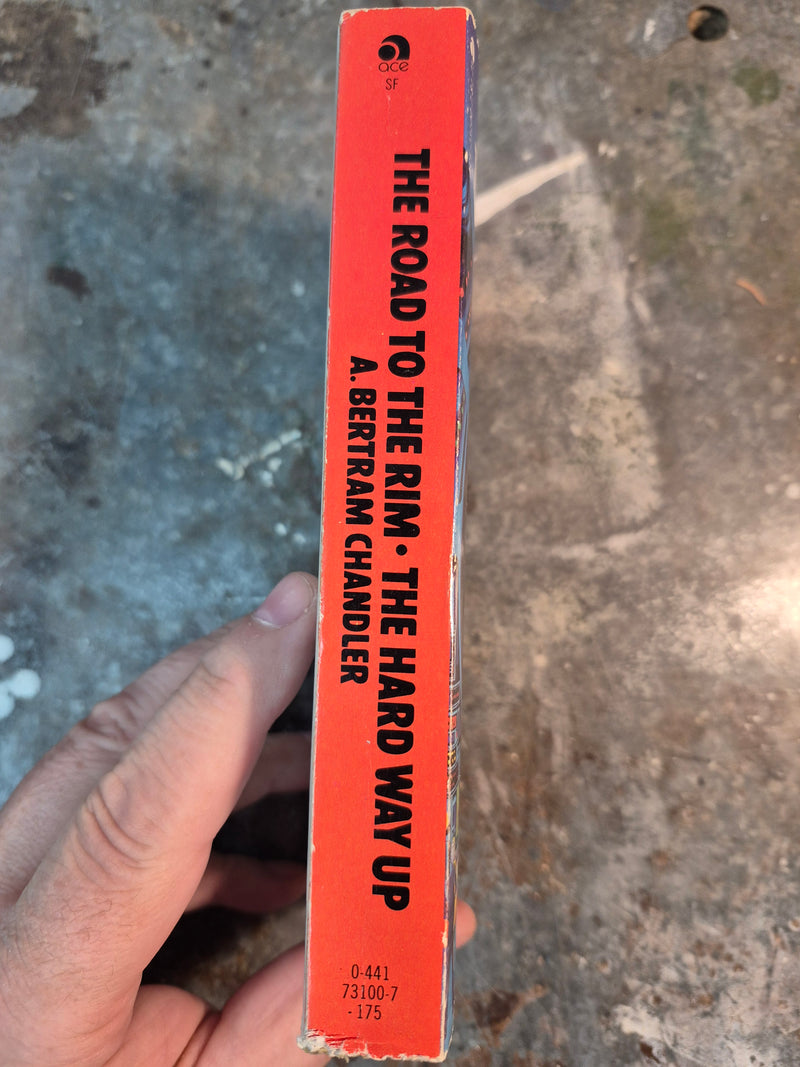 ace
SF
THE ROAD TO THE RIM • THE HARD WAY UP
A. BERTRAM CHANDLER
0-441
73100-7
-175